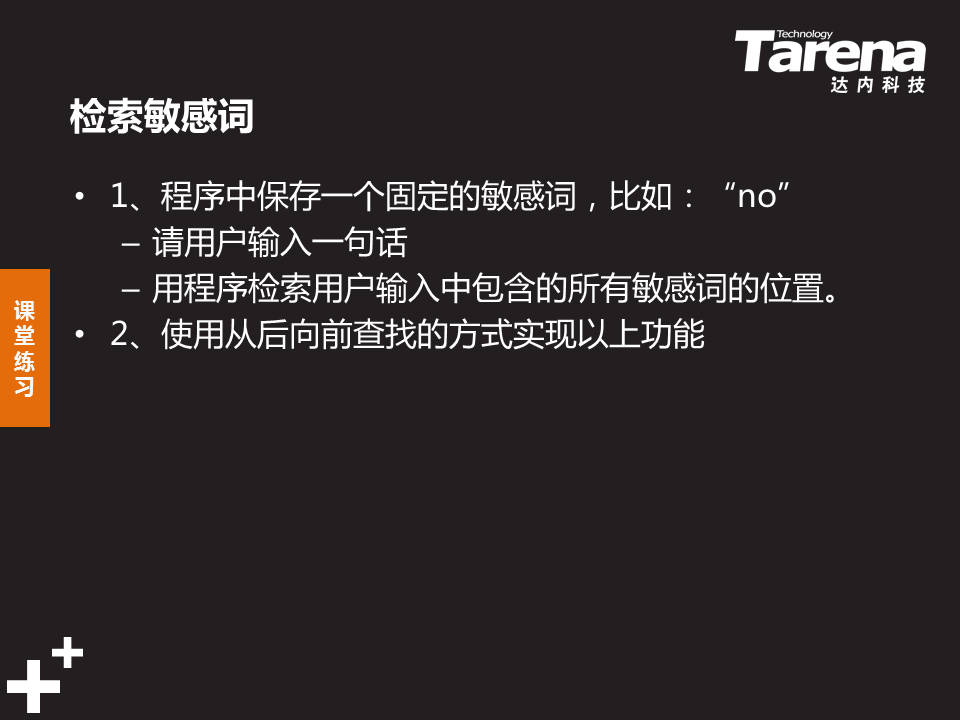 Technology
Tarena
达内科技
检索敏感词
• 1、程序中保存一个固定的敏感词，比如：“no”
– 请用户输入一句话
– 用程序检索用户输入中包含的所有敏感词的位置。
• 2、使用从后向前查找的方式实现以上功能
课
堂
练
习